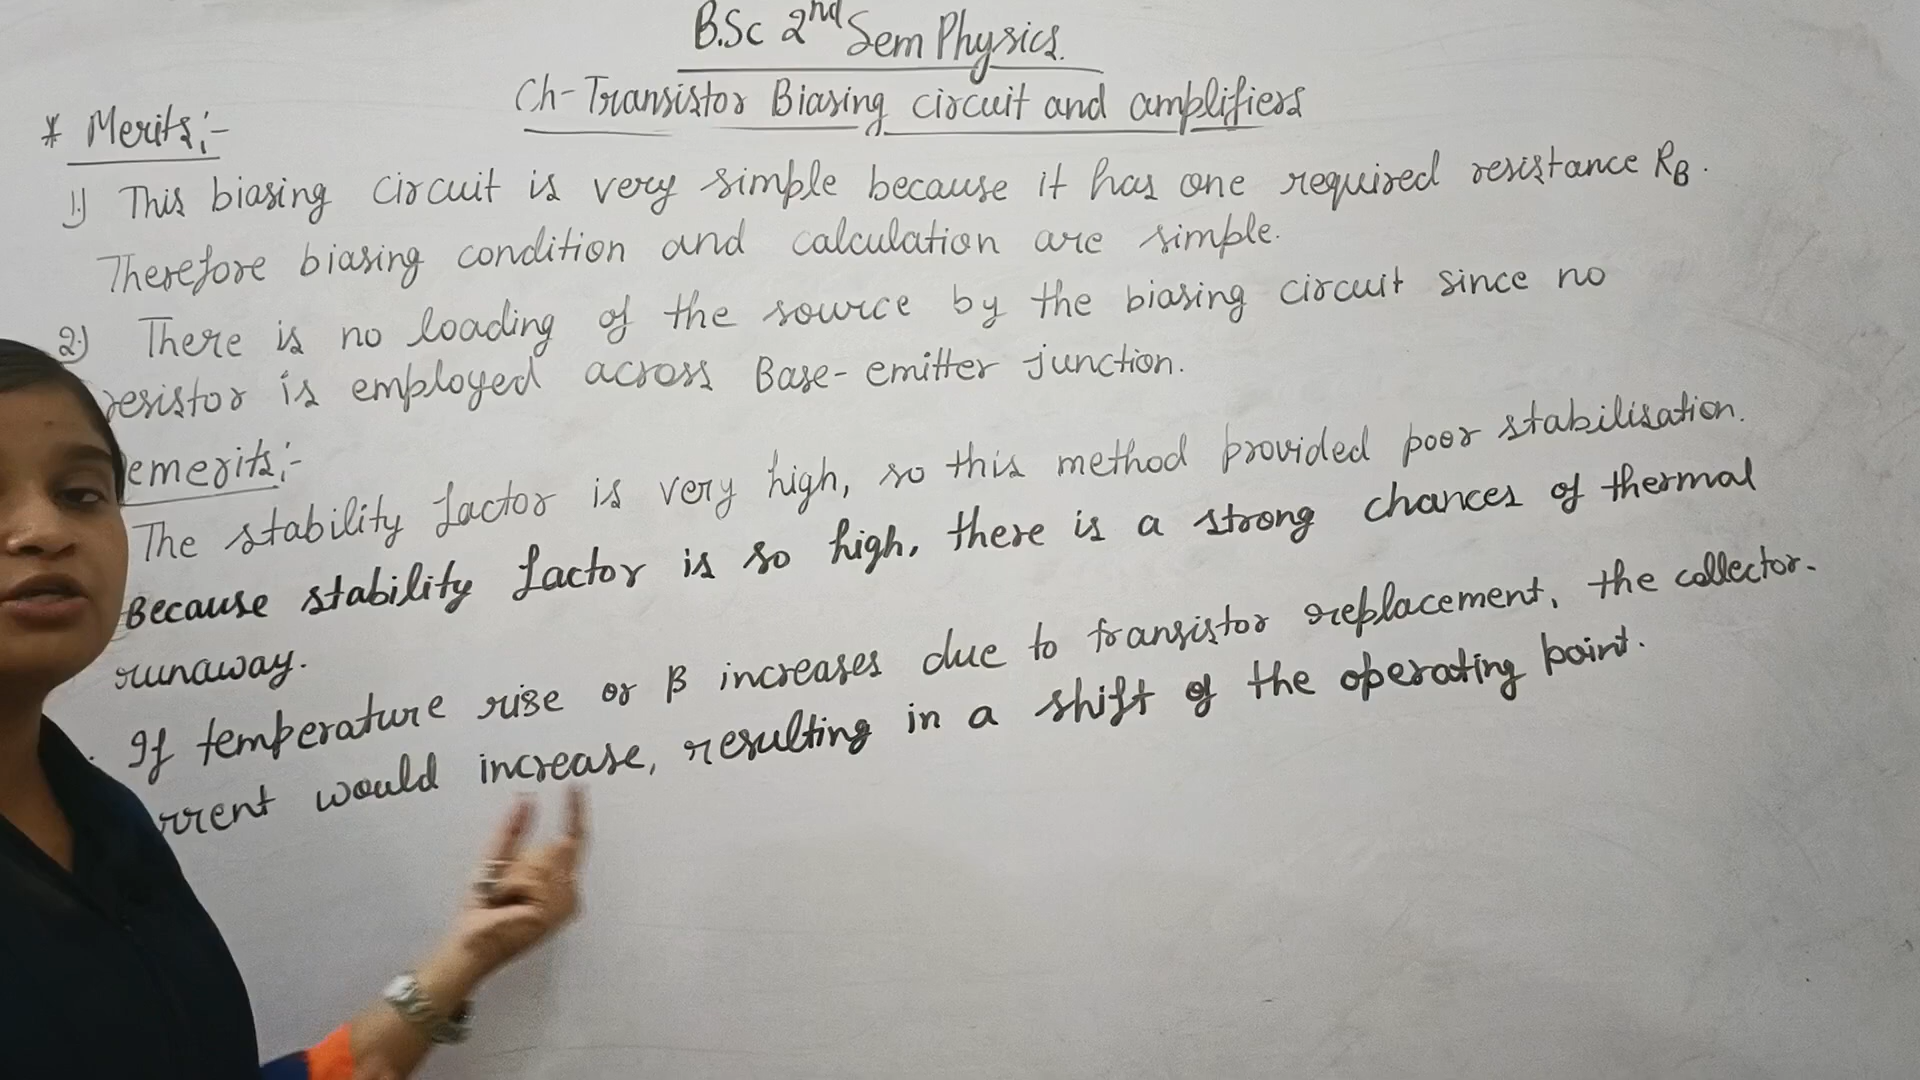 B.Sc 2nd Sem Physics.
Ch-Transistor Biasing circuit and amplifiers
* Merits:-
1) This biasing circuit is very simple because it has one required resistance RB.
Therefore biasing condition and calculation are simple.
2) There is no loading of the source by the biasing circuit since no
resistor is employed across Base-emitter junction.
emerits:-
The stability factor is very high, so this method provided poor stabilisation.
Because stability factor is so high, there is a strong chances of thermal
runaway.
If temperature rise or β increases due to transistor replacement, the collector.
rrent would increase, resulting in a shift of the operating point.